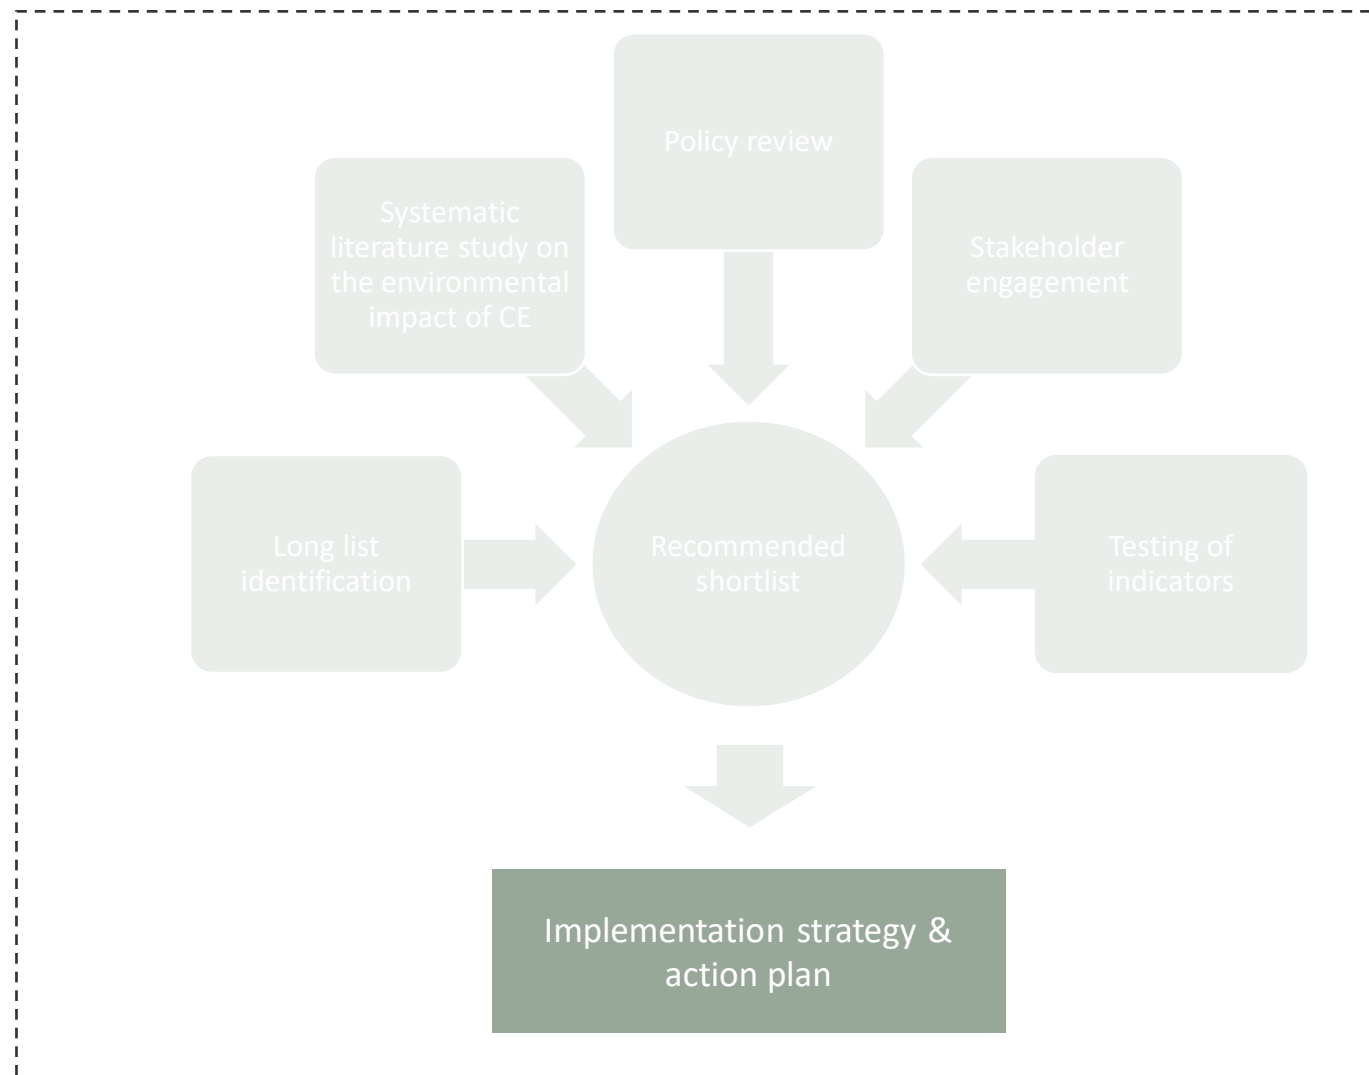 Policy review
Systematic
literature study on
the environmental
impact of CE
Stakeholder
engagement
Long list
identification
Recommended
shortlist
Testing of
indicators
Implementation strategy &
action plan